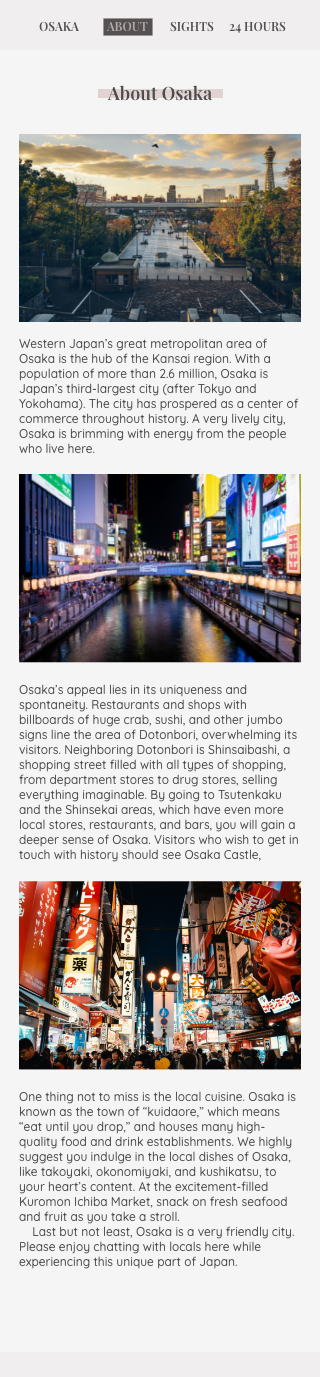 OSAKA ABOUT SIGHTS 24 HOURS
About Osaka
Western Japan's great metropolitan area of
Osaka is the hub of the Kansai region. With a
population of more than 2.6 million, Osaka is
Japan's third-largest city (after Tokyo and
Yokohama). The city has prospered as a center of
commerce throughout history. A very lively city,
Osaka is brimming with energy from the people
who live here.
Osaka's appeal lies in its uniqueness and
spontaneity. Restaurants and shops with
billboards of huge crab, sushi, and other jumbo
signs line the area of Dotonbori, overwhelming its
visitors. Neighboring Dotonbori is Shinsaibashi, a
shopping street filled with all types of shopping,
from department stores to drug stores, selling
everything imaginable. By going to Tsutenkaku
and the Shinsekai areas, which have even more
local stores, restaurants, and bars, you will gain a
deeper sense of Osaka. Visitors who wish to get in
touch with history should see Osaka Castle,
薬
One thing not to miss is the local cuisine. Osaka is
known as the town of “kuidaore,” which means
“eat until you drop,” and houses many high-
quality food and drink establishments. We highly
suggest you indulge in the local dishes of Osaka,
like takoyaki, okonomiyaki, and kushikatsu, to
your heart's content. At the excitement-filled
Kuromon Ichiba Market, snack on fresh seafood
and fruit as you take a stroll.
Last but not least, Osaka is a very friendly city.
Please enjoy chatting with locals here while
experiencing this unique part of Japan.